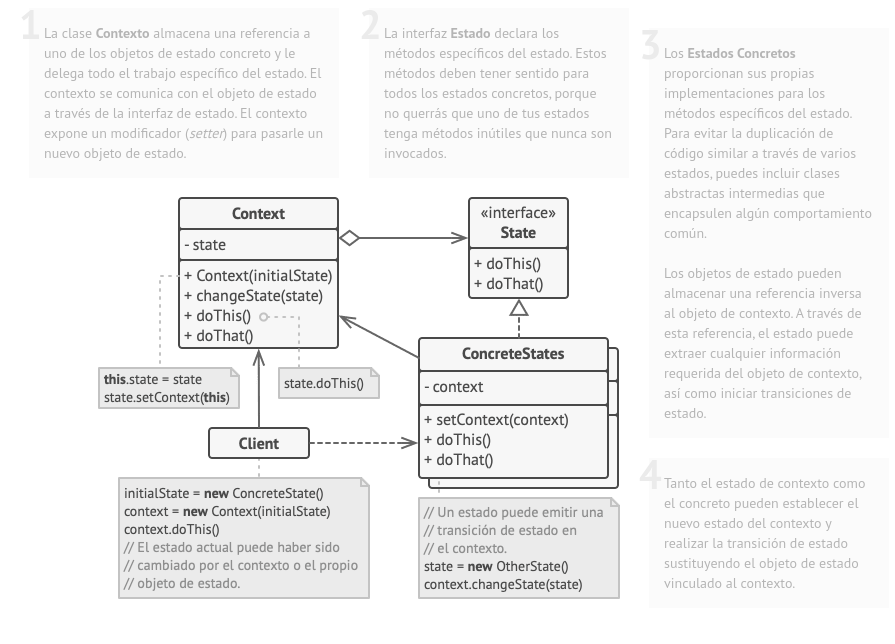 1
La clase Contexto almacena una referencia a
uno de los objetos de estado concreto y le
delega todo el trabajo específico del estado. El
contexto se comunica con el objeto de estado
a través de la interfaz de estado. El contexto
expone un modificador (setter) para pasarle un
nuevo objeto de estado.
2
La interfaz Estado declara los
métodos específicos del estado. Estos
métodos deben tener sentido para
todos los estados concretos, porque
no querrás que uno de tus estados
tenga métodos inútiles que nunca son
invocados.
3
Los Estados Concretos
proporcionan sus propias
implementaciones para los
métodos específicos del estado.
Para evitar la duplicación de
código similar a través de varios
estados, puedes incluir clases
abstractas intermedias que
encapsulen algún comportamiento
común.
Los objetos de estado pueden
almacenar una referencia inversa
al objeto de contexto. A través de
esta referencia, el estado puede
extraer cualquier información
requerida del objeto de contexto,
así como iniciar transiciones de
estado.
Context
- state
+ Context(initialState)
+ changeState(state)
+ doThis()
+ doThat()
«interface»
State
+ doThis()
+ doThat()
this.state = state
state.setContext(this)
state.doThis()
ConcreteStates
- context
+ setContext(context)
+ doThis()
+ doThat()
Client
initialState = new ConcreteState()
context = new Context(initialState)
context.doThis()
// El estado actual puede haber sido
// cambiado por el contexto o el propio
// objeto de estado.
// Un estado puede emitir una
// transición de estado en
// el contexto.
state = new OtherState()
context.changeState(state)
4
Tanto el estado de contexto como
el concreto pueden establecer el
nuevo estado del contexto y
realizar la transición de estado
sustituyendo el objeto de estado
vinculado al contexto.